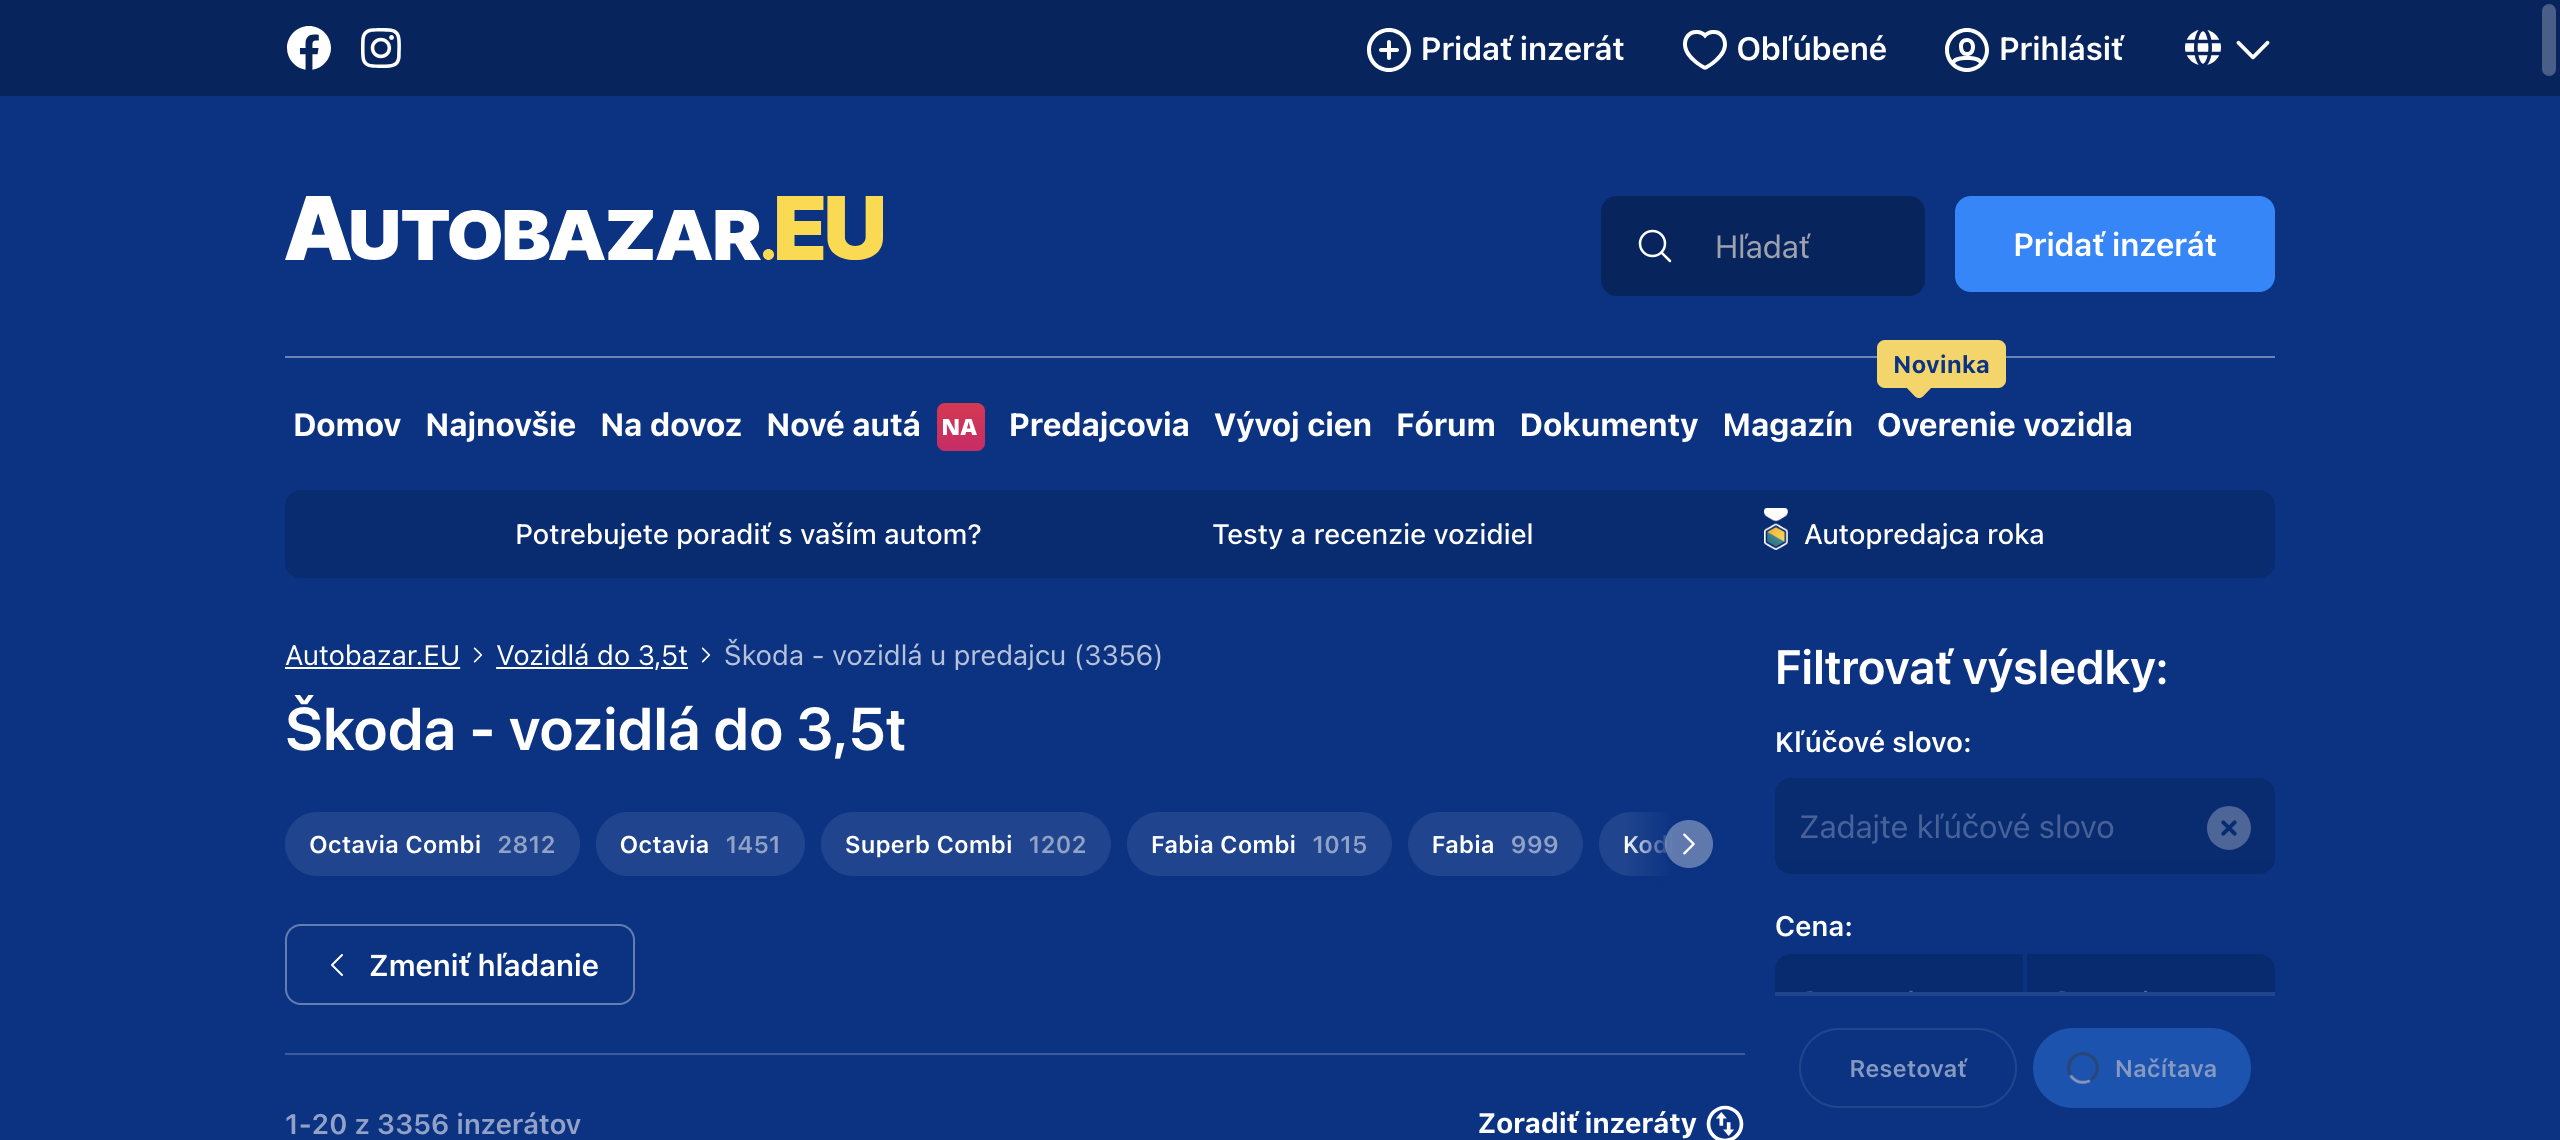 Pridať inzerát Obľúbené Prihlásiť
AUTOBAZAR.EU
Hľadať
Pridať inzerát
Novinka
Domov Najnovšie Na dovoz Nové autá NA Predajcovia Vývoj cien Fórum Dokumenty Magazín Overenie vozidla
Potrebujete poradiť s vaším autom? Testy a recenzie vozidiel Autopredajca roka
Autobazar.EU > Vozidlá do 3,5t > Škoda - vozidlá u predajcu (3356)
Škoda - vozidlá do 3,5t
Octavia Combi 2812 Octavia 1451 Superb Combi 1202 Fabia Combi 1015 Fabia 999
Zmeniť hľadanie
1-20 z 3356 inzerátov
Zoradiť inzeráty
Filtrovať výsledky:
Kľúčové slovo:
Zadajte kľúčové slovo
Cena:
Resetovať Načítava